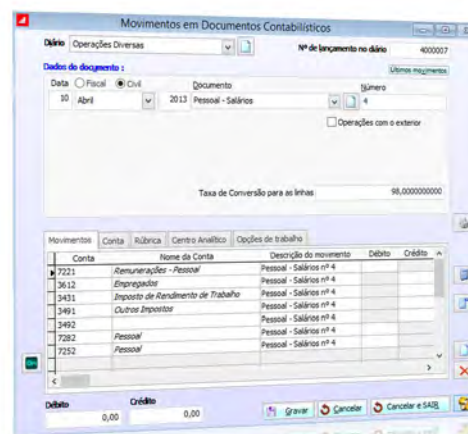 Movimentos em Documentos Contabilísticos
Diário Operações Diversas Nº de lançamento no diário 4000007
Dados do documento : Últimos movimentos
Data Fiscal Civil Documento Número
10 Abril 2013 Pessoal - Salários 4
Operações com o exterior
Taxa de Conversão para as linhas 98,0000000000
Movimentos Conta Rúbrica Centro Analítico Opções de trabalho
Conta Nome da Conta Descrição do movimento Débito Crédito
7221 Remunerações - Pessoal Pessoal - Salários nº 4
3612 Empregados Pessoal - Salários nº 4
3431 Imposto de Rendimento de Trabalho Pessoal - Salários nº 4
3491 Outros Impostos Pessoal - Salários nº 4
3492 Pessoal - Salários nº 4
7282 Pessoal Pessoal - Salários nº 4
7252 Pessoal Pessoal - Salários nº 4
Débito Crédito
0,00 0,00 Gravar Cancelar Cancelar e SAIR